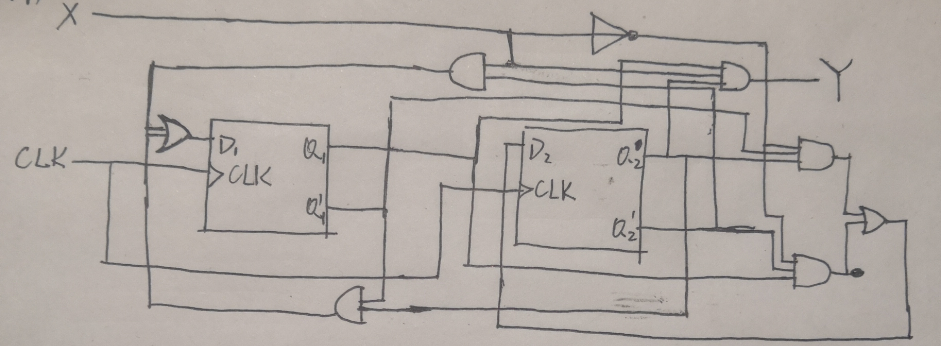 X
Y
CLK
D₁
Q₁
CLK
Q₁'
D₂
Q₂
CLK
Q₂'